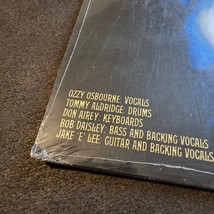 OZZY OSBOURNE: VOCALS
TOMMY ALDRIDGE: DRUMS
DON AIREY: KEYBOARDS
BOB DAISLEY: BASS AND BACKING VOCALS
JAKE 'E' LEE: GUITAR AND BACKING VOCALS